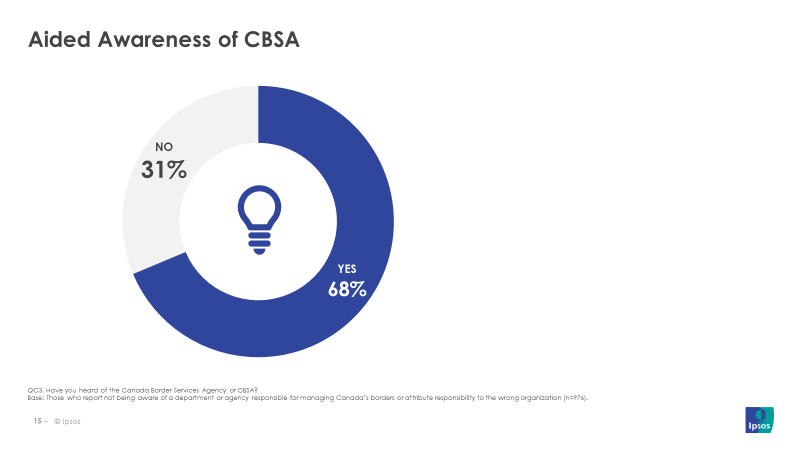 Aided Awareness of CBSA
NO
31%
YES
68%
QC3. Have you heard of the Canada Border Services Agency or CBSA?
Base: Those who report not being aware of a department or agency responsible for managing Canada's borders or attribute responsibility to the wrong organization (n=976).
15 – © Ipsos
Ipsos